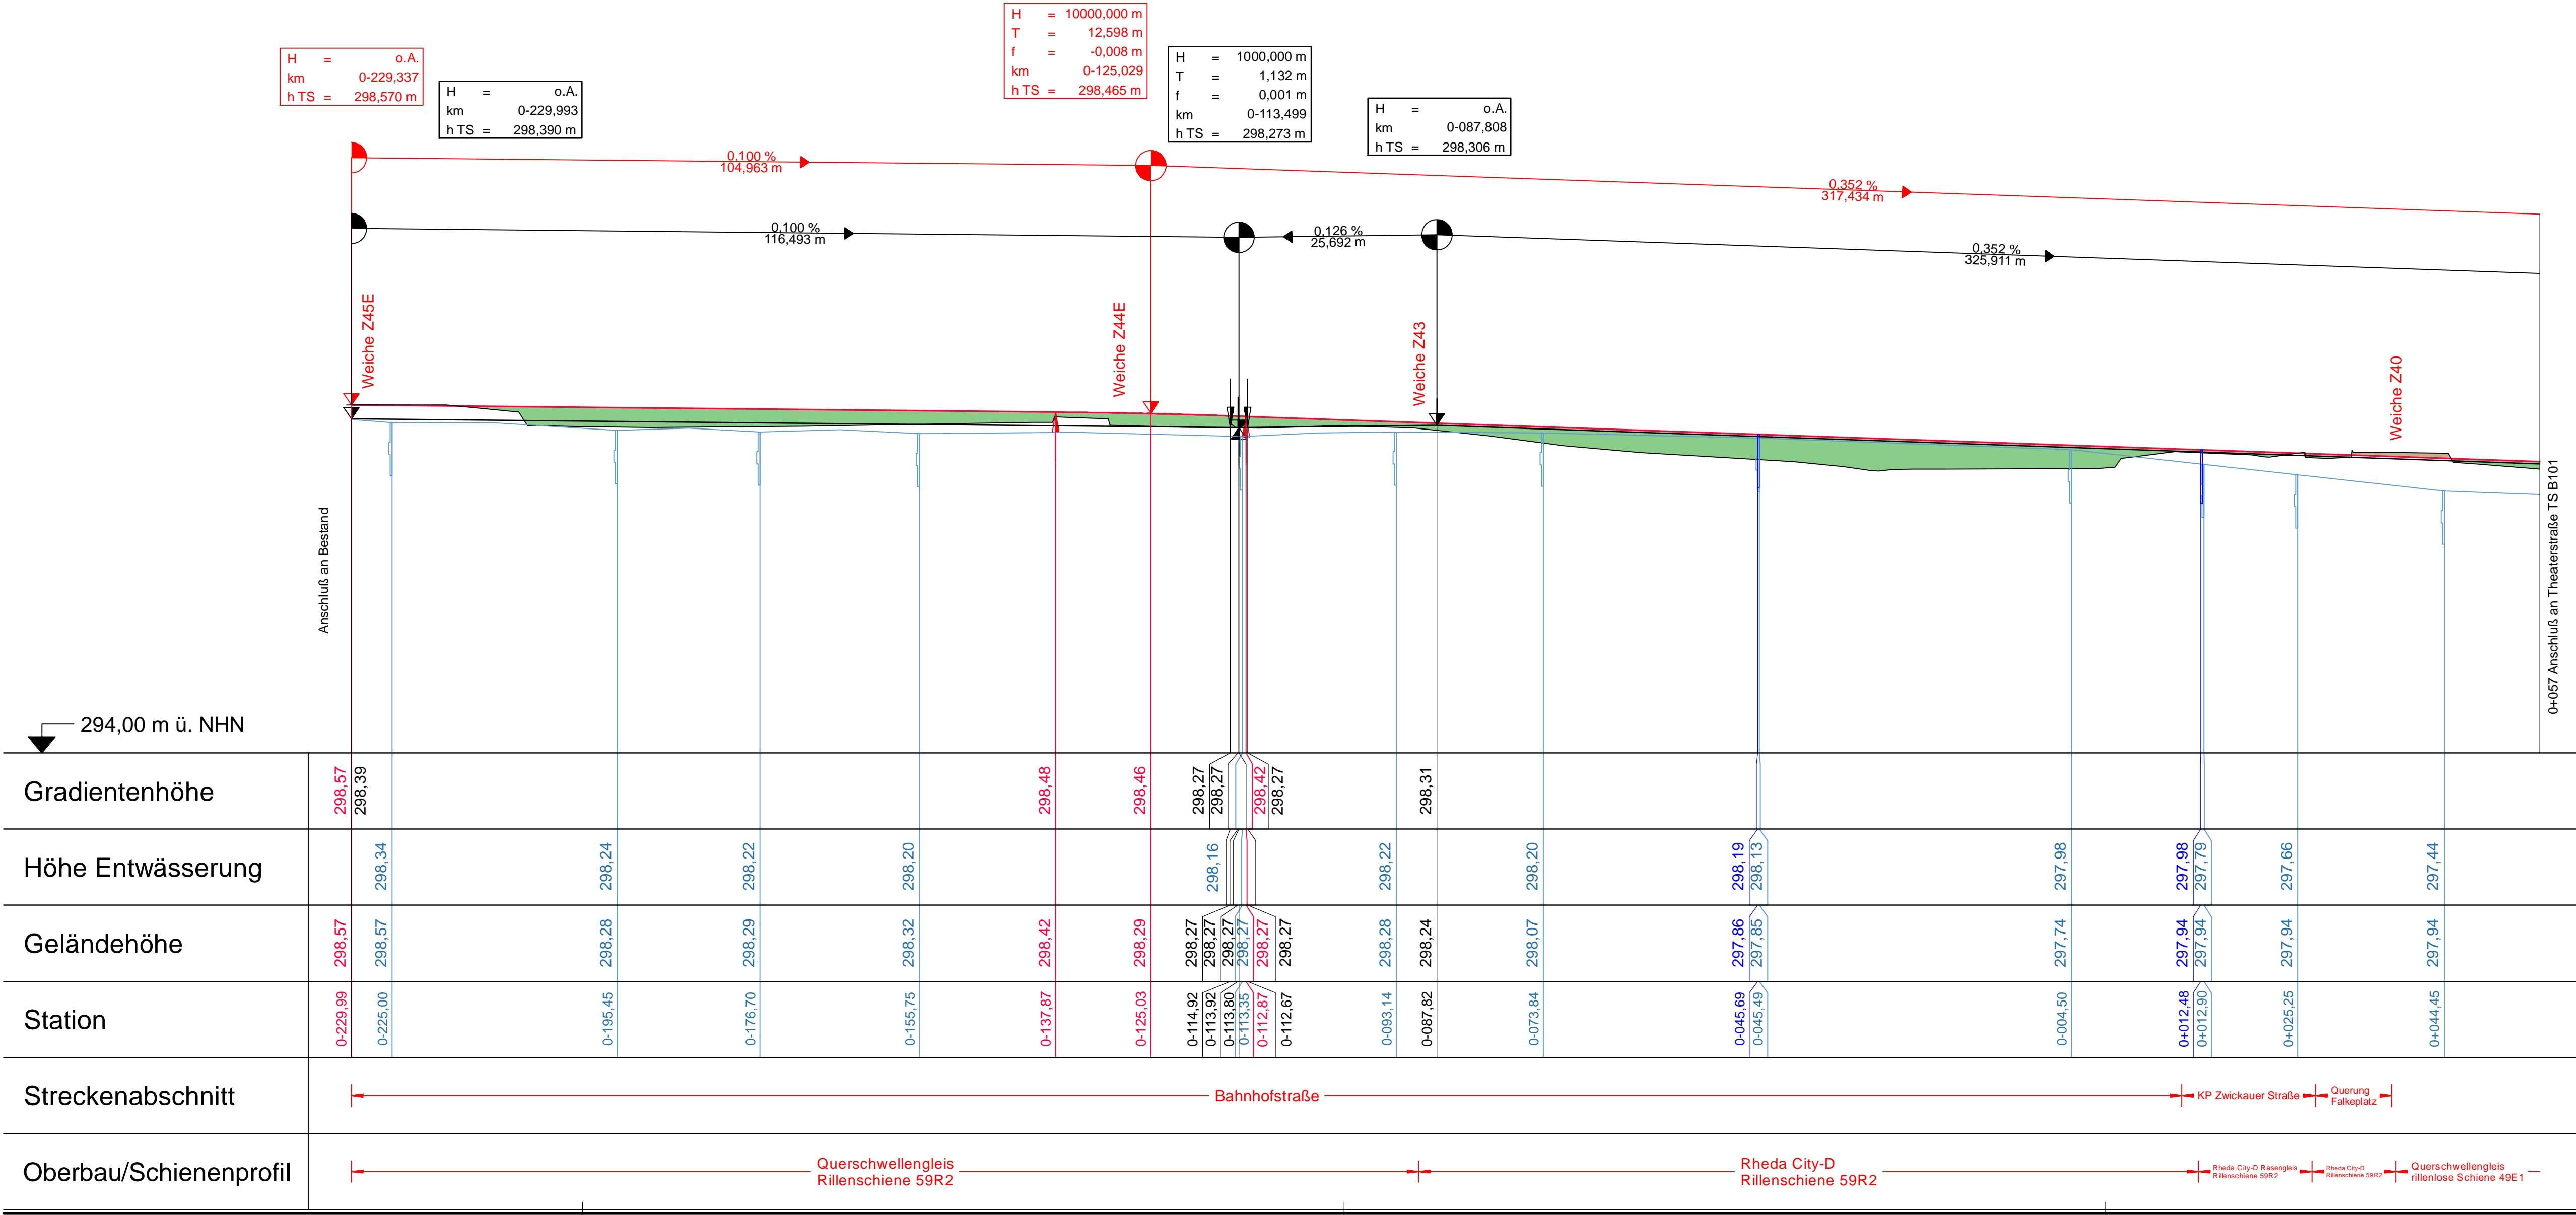 H = o.A.
km 0-229,337
h TS = 298,570 m
H = o.A.
km 0-229,993
h TS = 298,390 m
H = 10000,000 m
T = 12,598 m
f = -0,008 m
km 0-125,029
h TS = 298,465 m
H = 1000,000 m
T = 1,132 m
f = 0,001 m
km 0-113,499
h TS = 298,273 m
H = o.A.
km 0-087,808
h TS = 298,306 m
0,100 %
104,963 m
0,352 %
317,434 m
0,100 %
116,493 m
0,126 %
25,692 m
0,352 %
325,911 m
Weiche Z45E
Weiche Z44E
Weiche Z43
Weiche Z40
Anschluß an Bestand
0+057 Anschluß an Theaterstraße TS B101
294,00 m ü. NHN
Gradientenhöhe
298,57
298,39
298,48
298,46
298,27
298,27
298,42
298,27
298,31
Höhe Entwässerung
298,34
298,24
298,22
298,20
298,16
298,22
298,20
298,19
298,13
297,98
297,98
297,79
297,66
297,44
Geländehöhe
298,57
298,57
298,28
298,29
298,32
298,42
298,29
298,27
298,27
298,27
298,27
298,27
298,27
298,28
298,24
298,07
297,86
297,85
297,74
297,94
297,94
297,94
297,94
Station
0-229,99
0-225,00
0-195,45
0-176,70
0-155,75
0-137,87
0-125,03
0-114,92
0-113,92
0-113,80
0-113,35
0-112,87
0-112,67
0-093,14
0-087,82
0-073,84
0-045,69
0-045,49
0-004,50
0+012,48
0+012,90
0+025,25
0+044,45
Streckenabschnitt
Bahnhofstraße
KP Zwickauer Straße
Querung
Falkeplatz
Oberbau/Schienenprofil
Querschwellengleis
Rillenschiene 59R2
Rheda City-D
Rillenschiene 59R2
Rheda City-D Rasengleis
Rillenschiene 59R2
Rheda City-D
Rillenschiene 59R2
Querschwellengleis
rillenlose Schiene 49E1